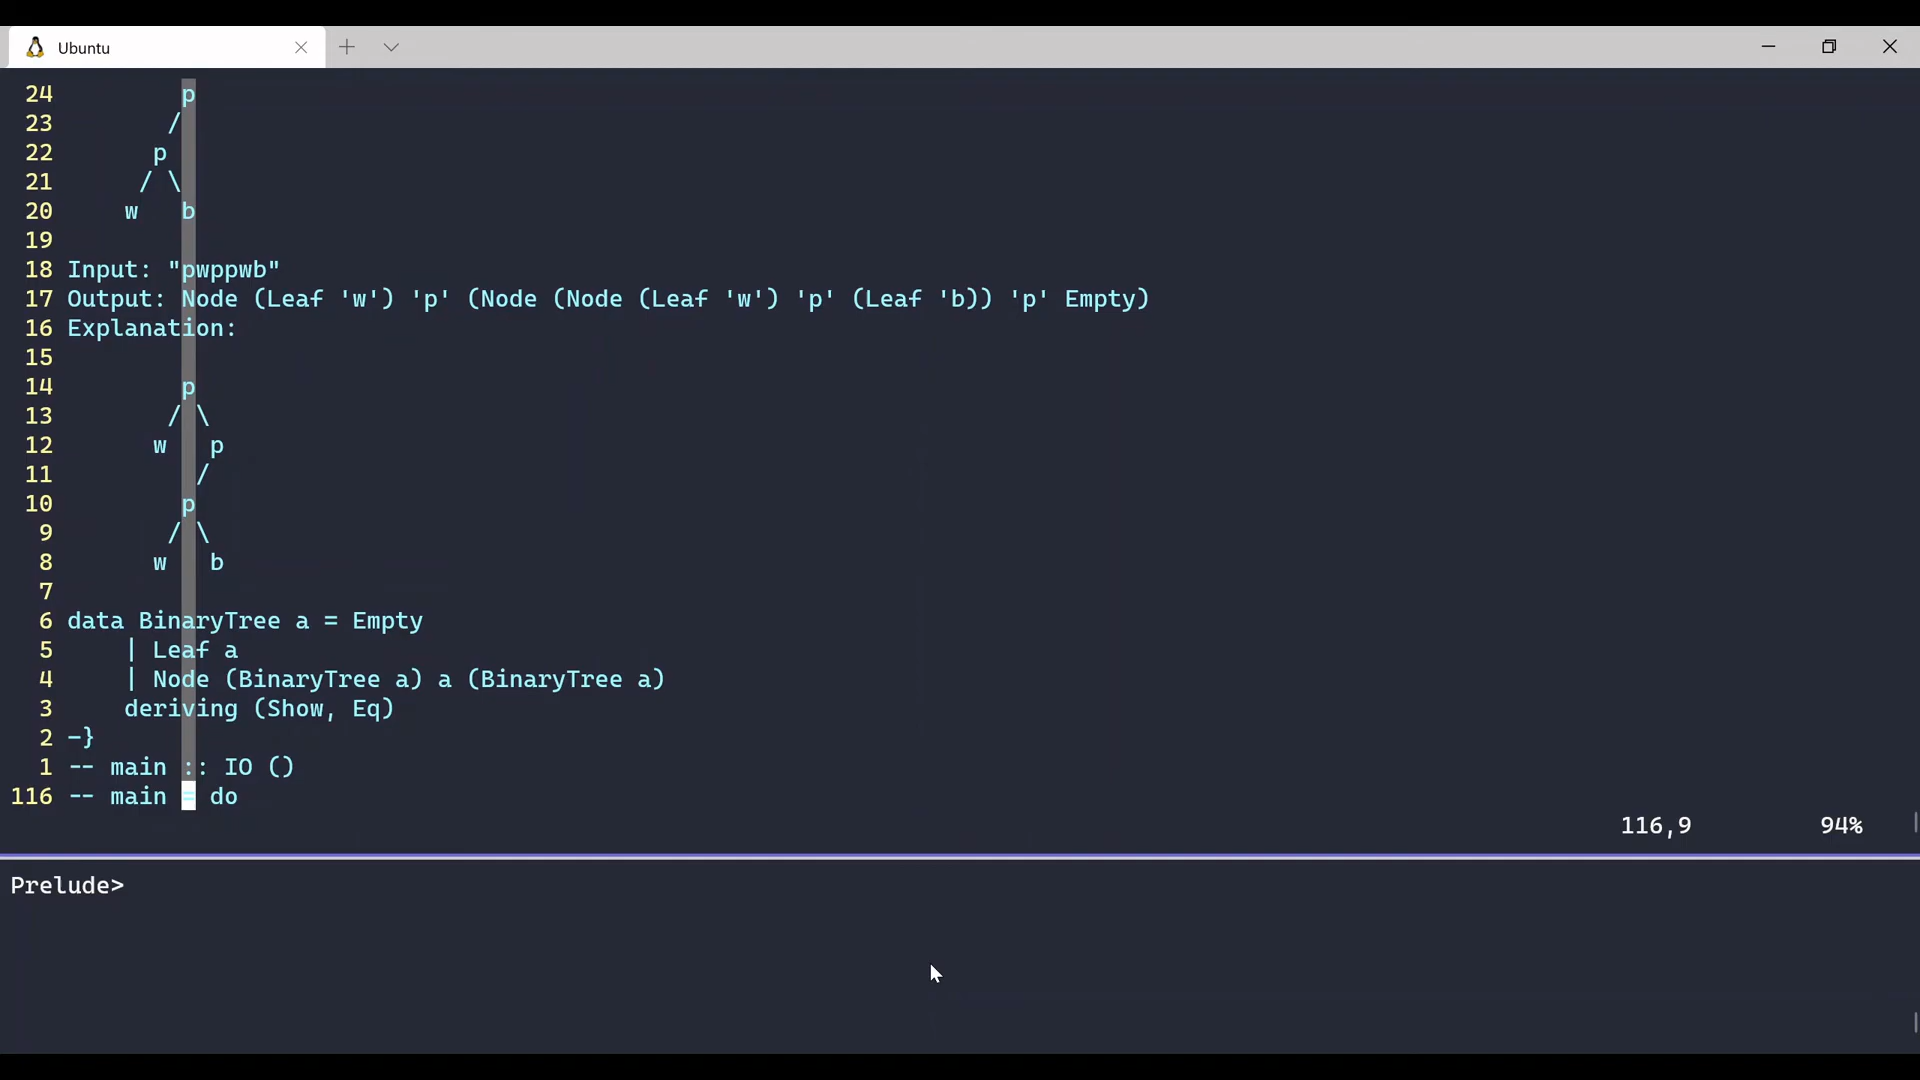 Ubuntu
24 p
23 /
22 p
21 / \
20 w b
19
18 Input: "pwppwb"
17 Output: Node (Leaf 'w') 'p' (Node (Node (Leaf 'w') 'p' (Leaf 'b)) 'p' Empty)
16 Explanation:
15
14 p
13 / \
12 w p
11 /
10 p
9 / \
8 w b
7
6 data BinaryTree a = Empty
5 | Leaf a
4 | Node (BinaryTree a) a (BinaryTree a)
3 deriving (Show, Eq)
2 -}
1 -- main :: IO ()
116 -- main = do
116,9 94%
Prelude>